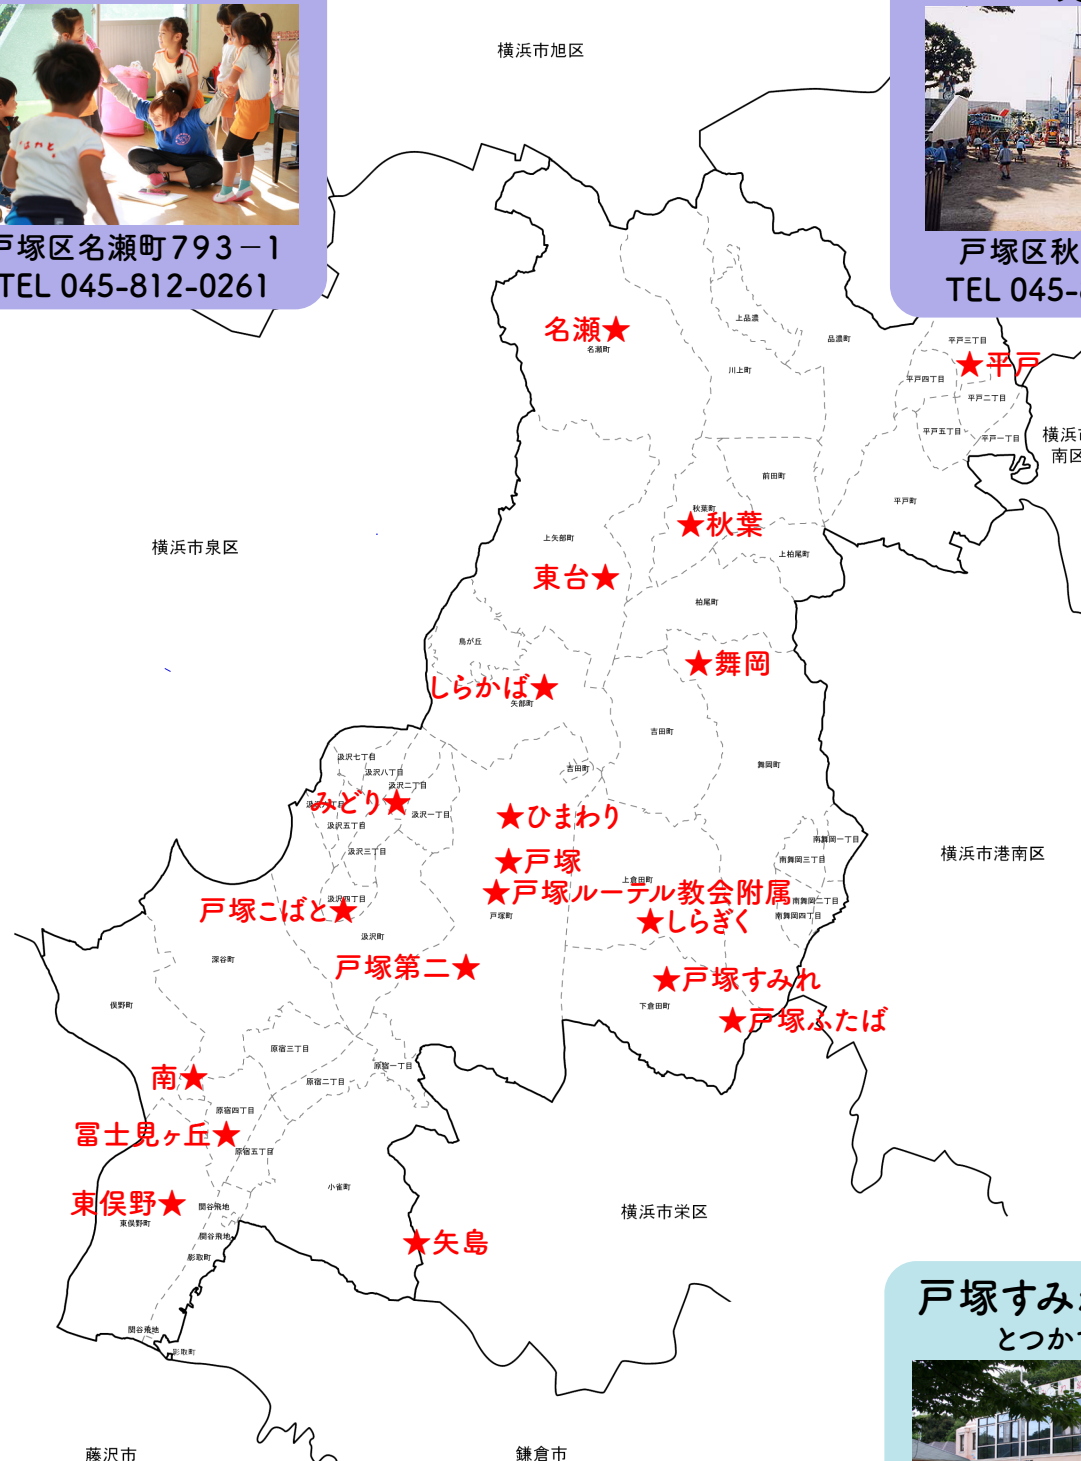 横浜市旭区
戸塚区名瀬町793－1
TEL 045-812-0261
戸塚区秋
TEL 045-
名瀬★
名瀬町
上品濃
品濃町
川上町
平戸三丁目
★平戸
平戸四丁目
平戸二丁目
平戸五丁目
平戸一丁目
横浜市
南区
前田町
平戸町
秋葉町
★秋葉
上矢部町
横浜市泉区
上柏尾町
東台★
柏尾町
鳥が丘
★舞岡
しらかば★
矢部町
吉田町
汲沢七丁目
舞岡町
吉田町
汲沢八丁目
汲沢二丁目
みどり★
汲沢一丁目
★ひまわり
汲沢五丁目
南舞岡一丁目
汲沢三丁目
横浜市港南区
★戸塚
南舞岡三丁目
上倉田町
★戸塚ルーテル教会附属
汲沢四丁目
南舞岡二丁目
戸塚こばと★
戸塚町
南舞岡四丁目
★しらぎく
汲沢町
深谷町
戸塚第二★
★戸塚すみれ
俣野町
下倉田町
★戸塚ふたば
原宿三丁目
原宿一丁目
南★
原宿二丁目
原宿四丁目
冨士見ヶ丘★
原宿五丁目
小雀町
東俣野★
関谷飛地
横浜市栄区
東俣野町
関谷飛地
★矢島
影取町
戸塚すみ
とつか
関谷飛地
影取町
藤沢市
鎌倉市